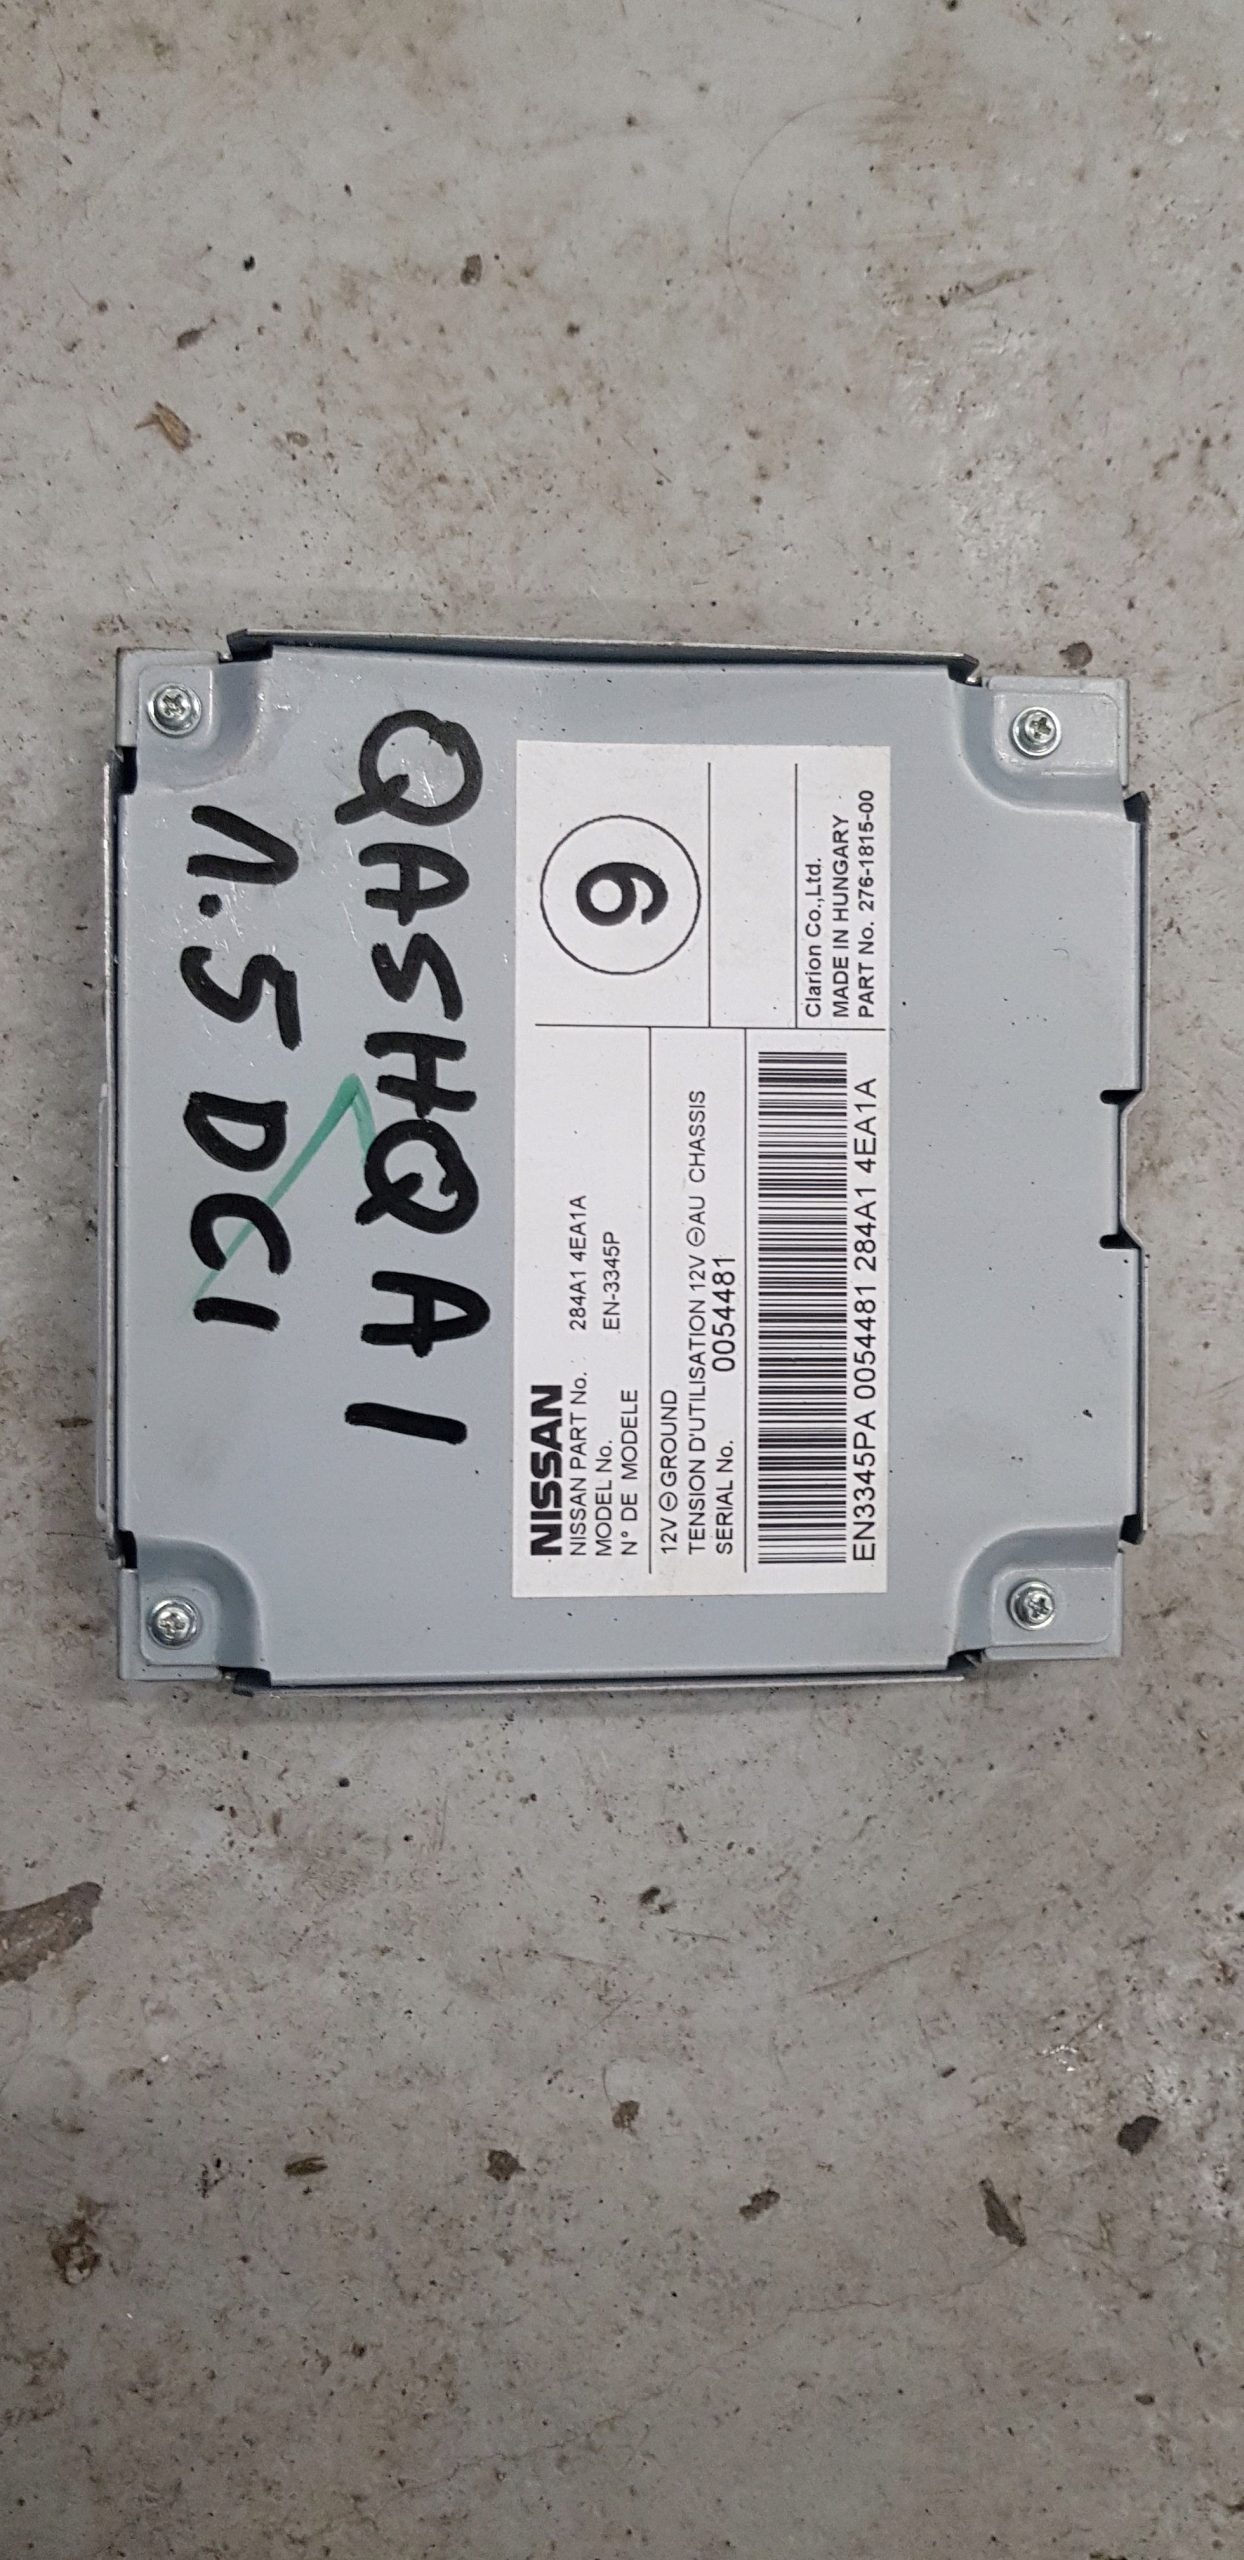 QASHQAI
1.5 DCI
NISSAN
NISSAN PART No. 284A1 4EA1A
MODEL No. EN-3345P
N° DE MODELE
12V ⊖ GROUND
TENSION D'UTILISATION 12V ⊖ AU CHASSIS
SERIAL No. 0054481
EN3345PA 0054481 284A1 4EA1A
6
Clarion Co.,Ltd.
MADE IN HUNGARY
PART No. 276-1815-00